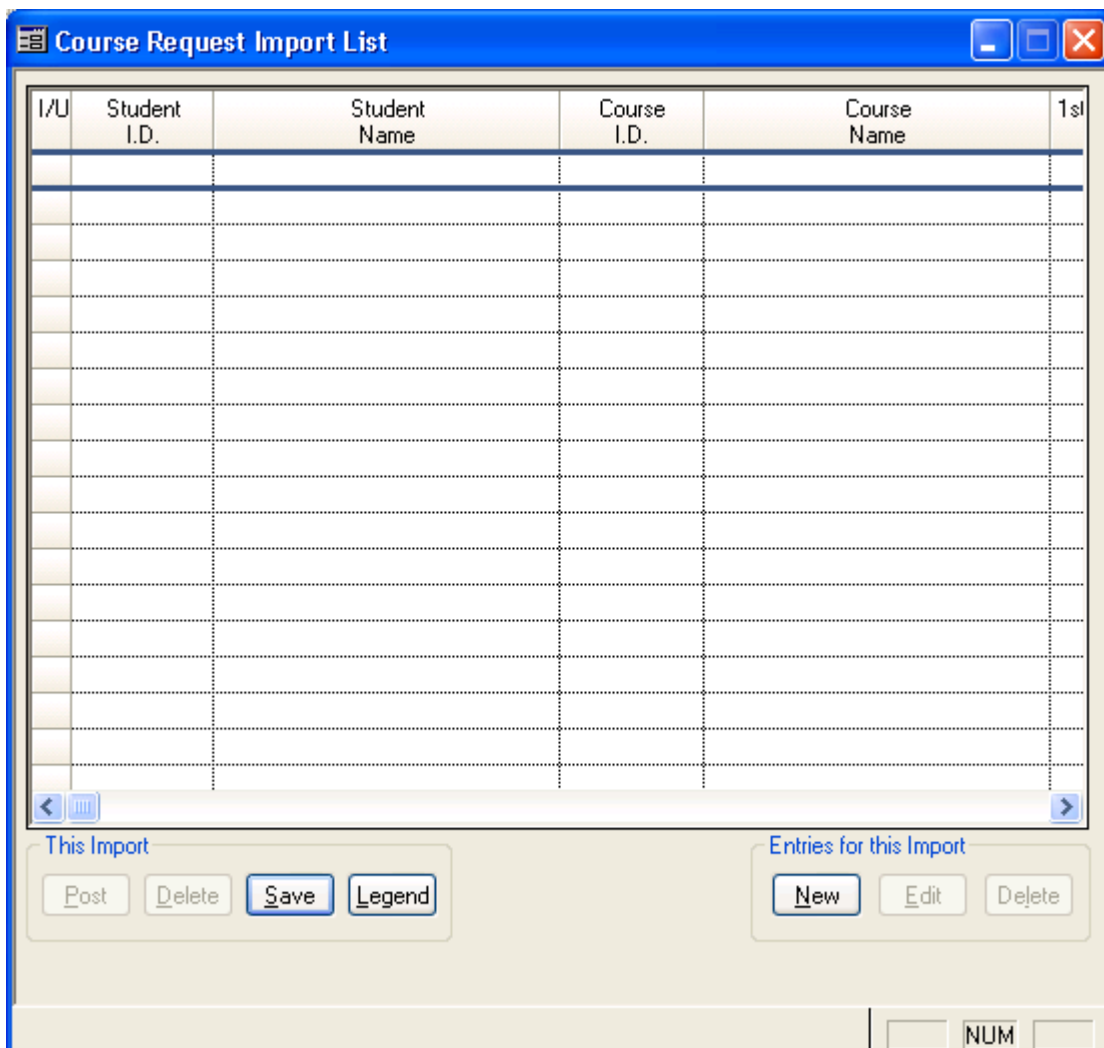 Course Request Import List
I/U Student Student Course Course 1st
I.D. Name I.D. Name
This Import Entries for this Import
Post Delete Save Legend New Edit Delete
NUM